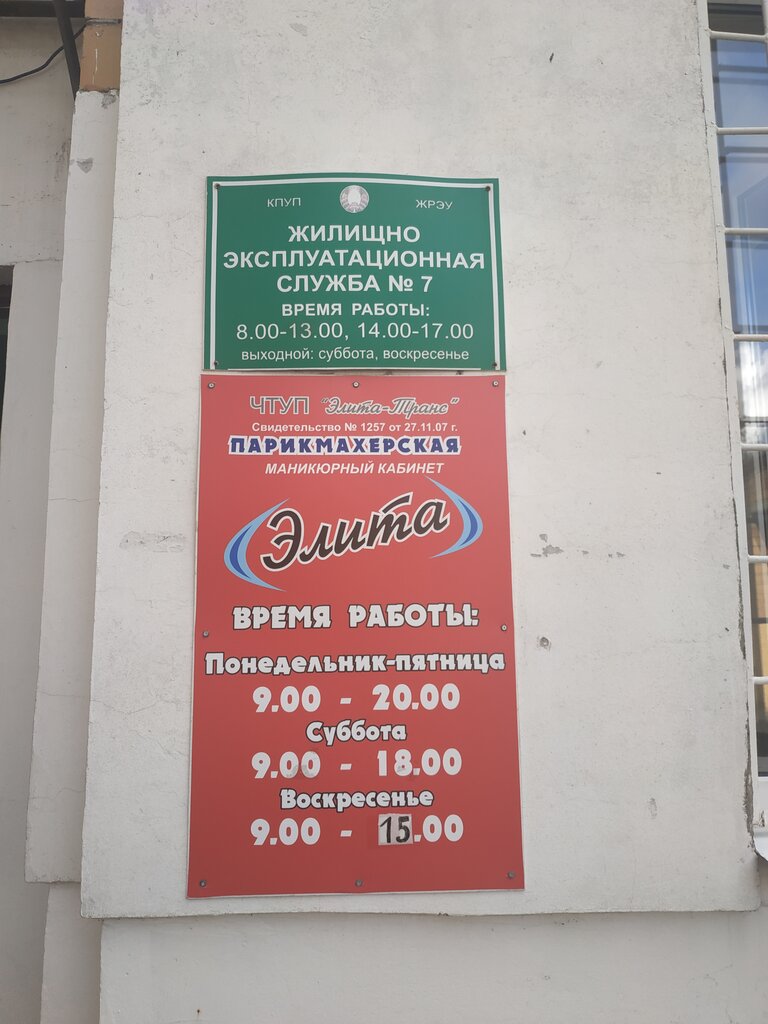 КПУП ЖРЭУ
ЖИЛИЩНО
ЭКСПЛУАТАЦИОННАЯ
СЛУЖБА № 7
ВРЕМЯ РАБОТЫ:
8.00-13.00, 14.00-17.00
выходной: суббота, воскресенье
ЧТУП "Элита-Транс"
Свидетельство № 1257 от 27.11.07 г.
ПАРИКМАХЕРСКАЯ
МАНИКЮРНЫЙ КАБИНЕТ
Элита
ВРЕМЯ РАБОТЫ:
Понедельник-пятница
9.00 - 20.00
Суббота
9.00 - 18.00
Воскресенье
9.00 - 15.00